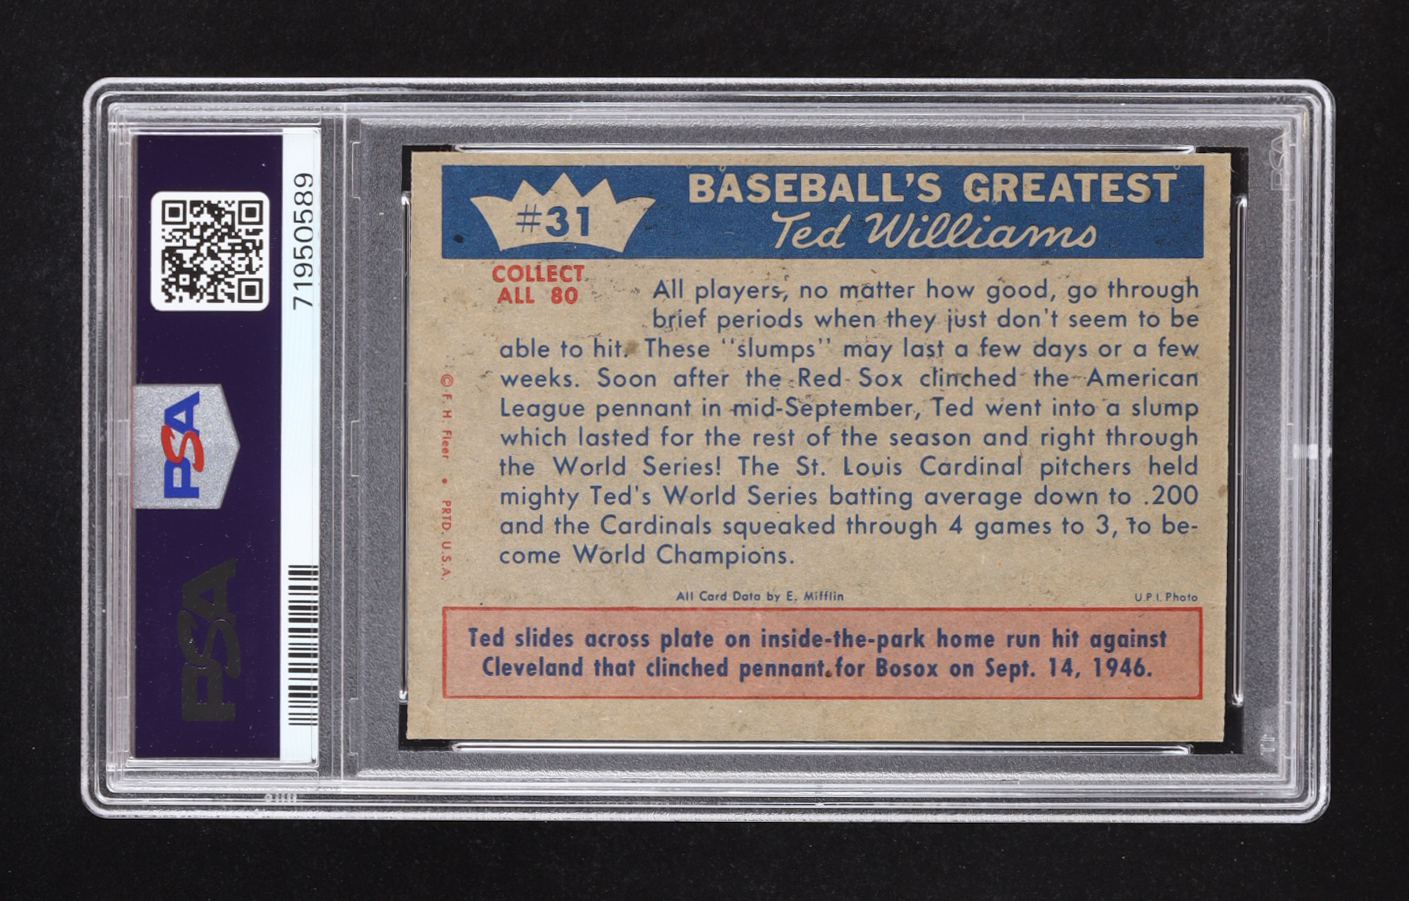 71950589
PSA
PSA
BASEBALL'S GREATEST
#31
Ted Williams
COLLECT
ALL 80
All players, no matter how good, go through
brief periods when they just don't seem to be
able to hit. These "slumps" may last a few days or a few
weeks. Soon after the Red Sox clinched the American
League pennant in mid-September, Ted went into a slump
which lasted for the rest of the season and right through
the World Series! The St. Louis Cardinal pitchers held
mighty Ted's World Series batting average down to .200
and the Cardinals squeaked through 4 games to 3, to be-
come World Champions.
© F. H. Fleer • PRTD. U.S.A.
All Card Data by E. Mifflin
U.P.I. Photo
Ted slides across plate on inside-the-park home run hit against
Cleveland that clinched pennant for Bosox on Sept. 14, 1946.